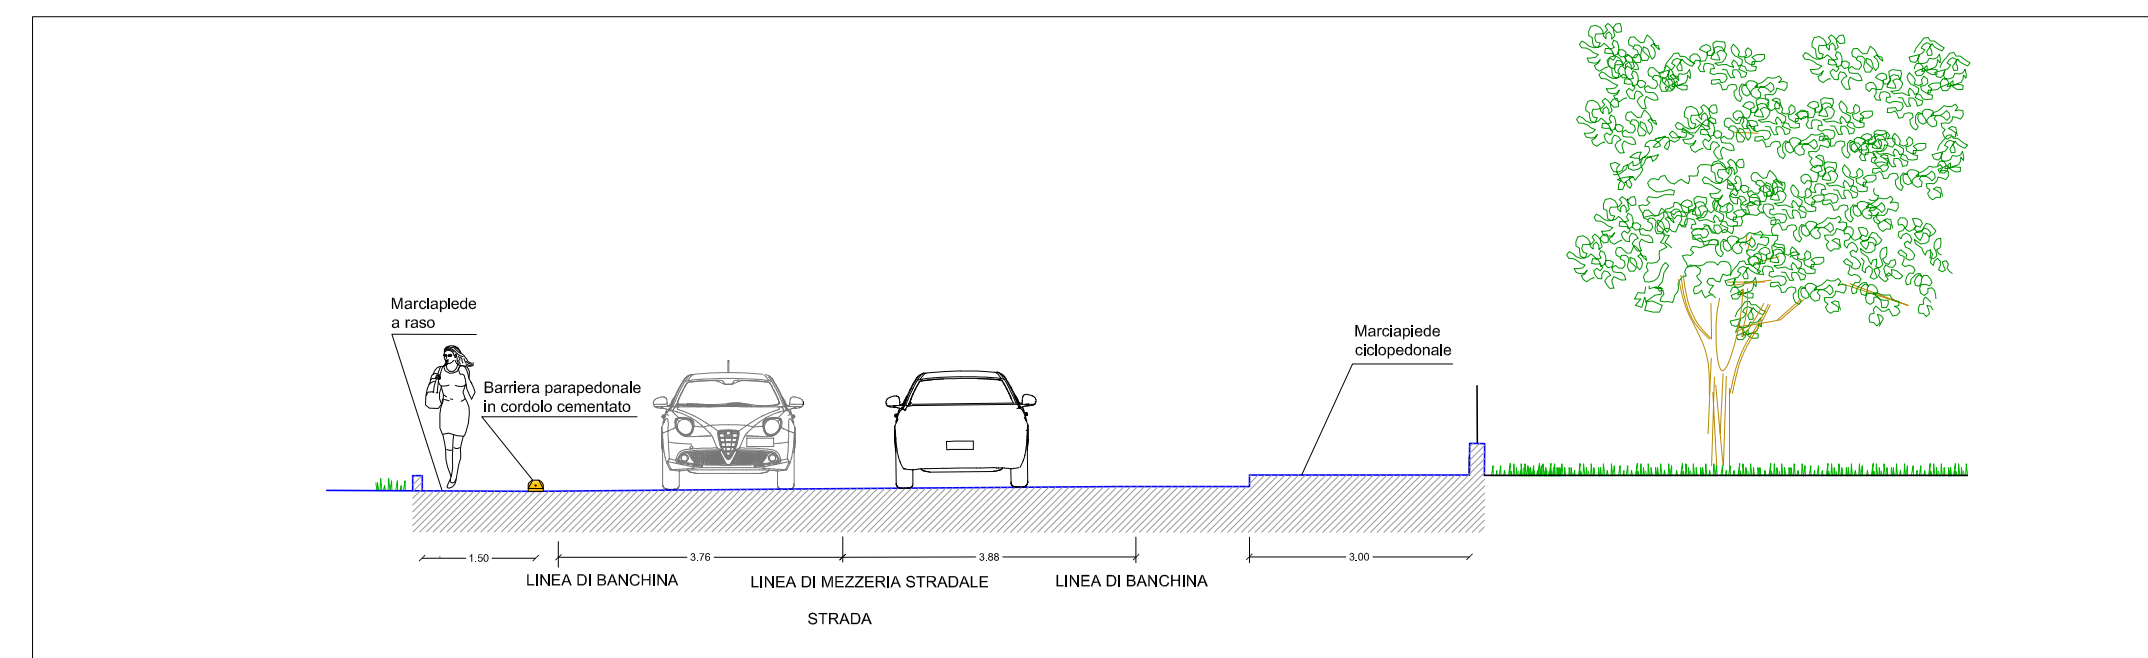 Marciapiede
a raso
Barriera parapedonale
in cordolo cementato
Marciapiede
ciclopedonale
1.50
3.76
3.88
3.00
LINEA DI BANCHINA
LINEA DI MEZZERIA STRADALE
LINEA DI BANCHINA
STRADA